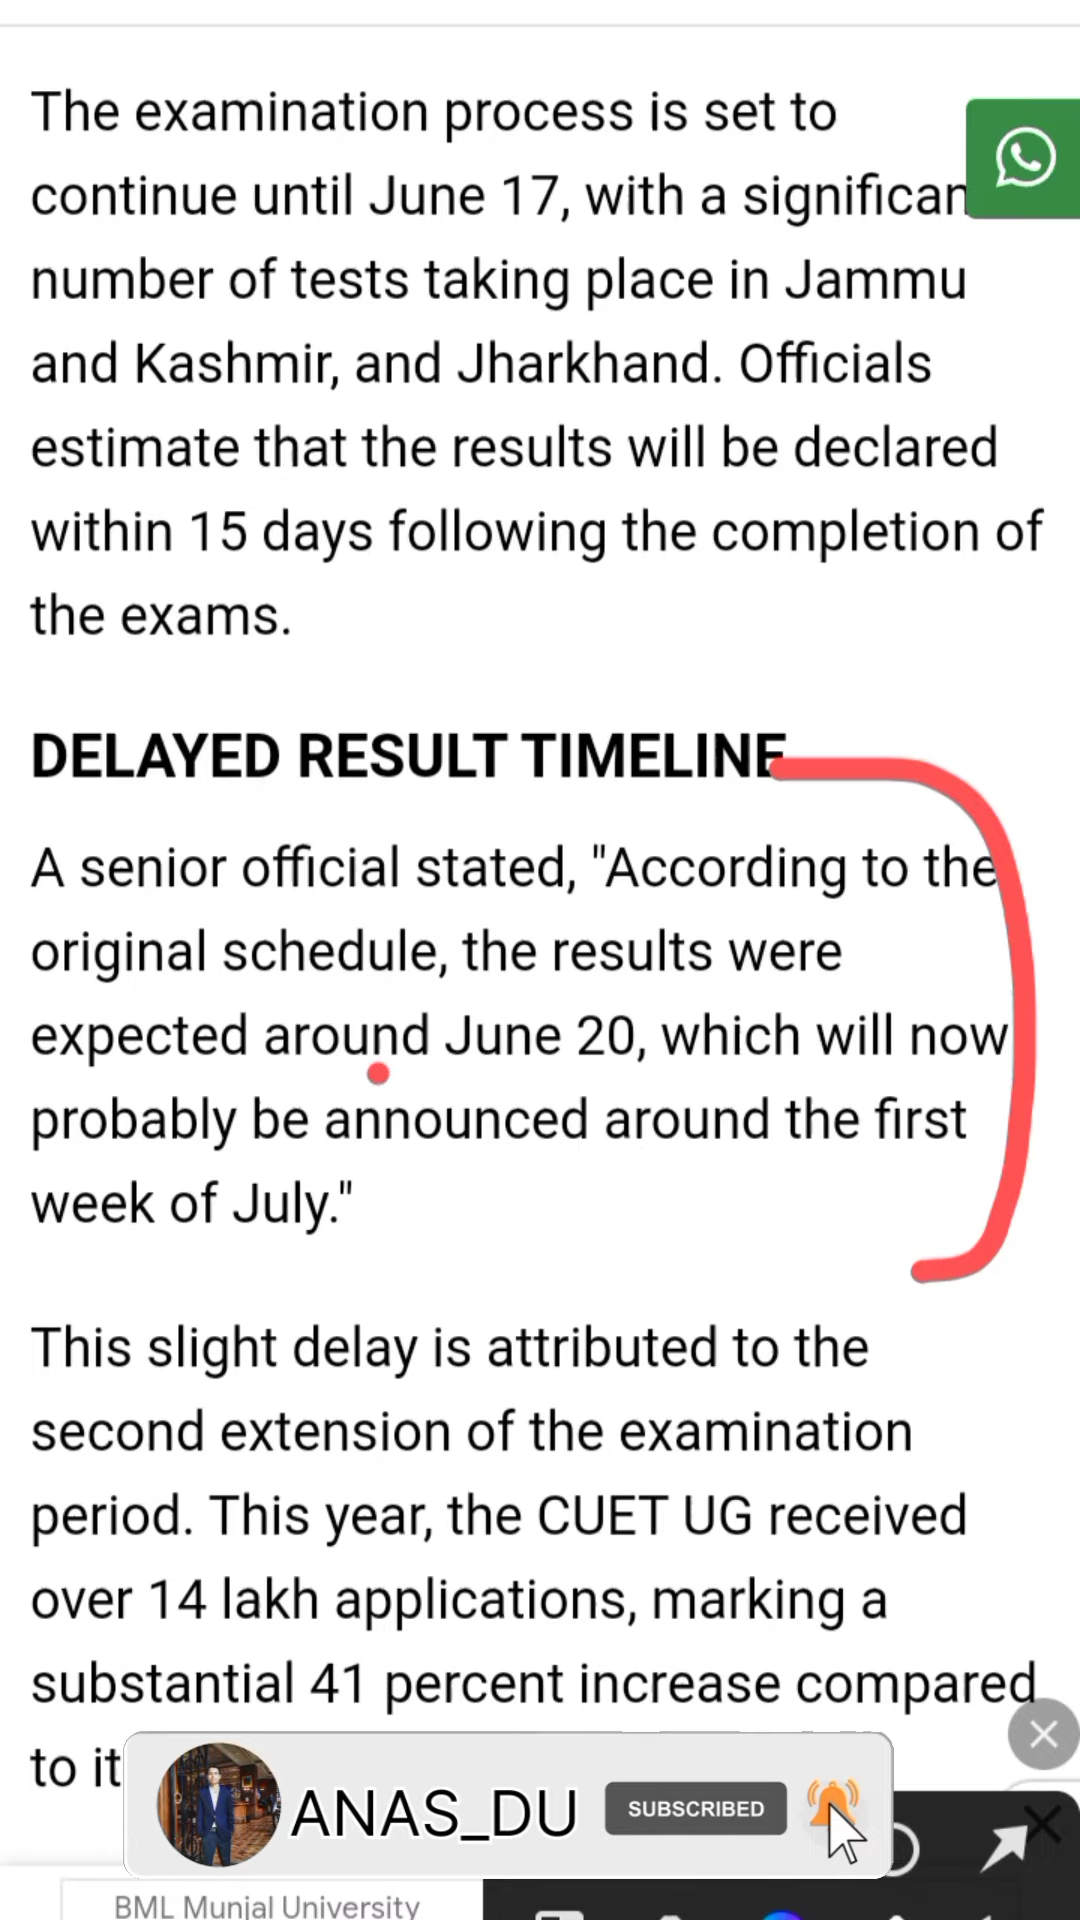 The examination process is set to
continue until June 17, with a significan
number of tests taking place in Jammu
and Kashmir, and Jharkhand. Officials
estimate that the results will be declared
within 15 days following the completion of
the exams.
DELAYED RESULT TIMELINE
A senior official stated, "According to the
original schedule, the results were
expected around June 20, which will now
probably be announced around the first
week of July."
This slight delay is attributed to the
second extension of the examination
period. This year, the CUET UG received
over 14 lakh applications, marking a
substantial 41 percent increase compared
to it
ANAS_DU SUBSCRIBED
BML Munjal University